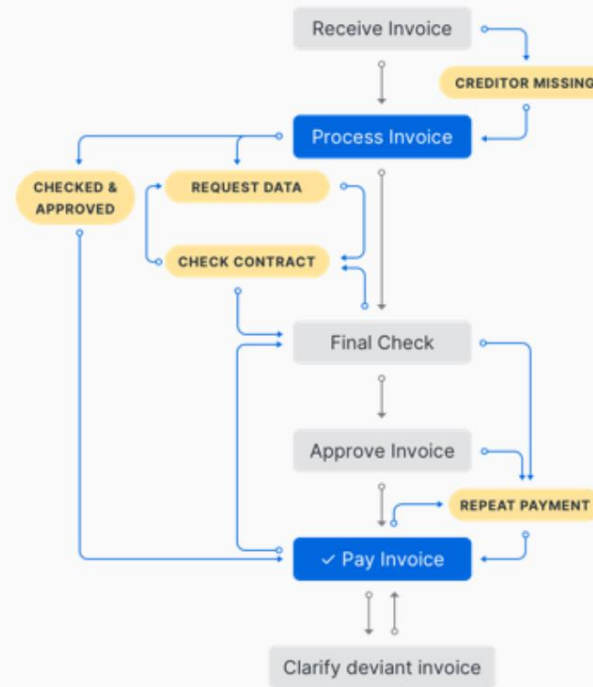 Receive Invoice
CREDITOR MISSING
Process Invoice
CHECKED &
APPROVED
REQUEST DATA
CHECK CONTRACT
Final Check
Approve Invoice
REPEAT PAYMENT
✓ Pay Invoice
Clarify deviant invoice